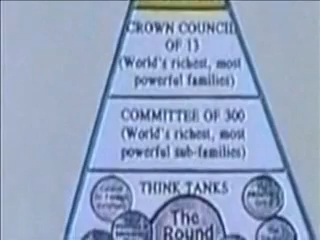 CROWN COUNCIL
OF 13
(World's richest, most
powerful families)
COMMITTEE OF 300
(World's richest, most
powerful sub-families)
THINK TANKS
The
Round